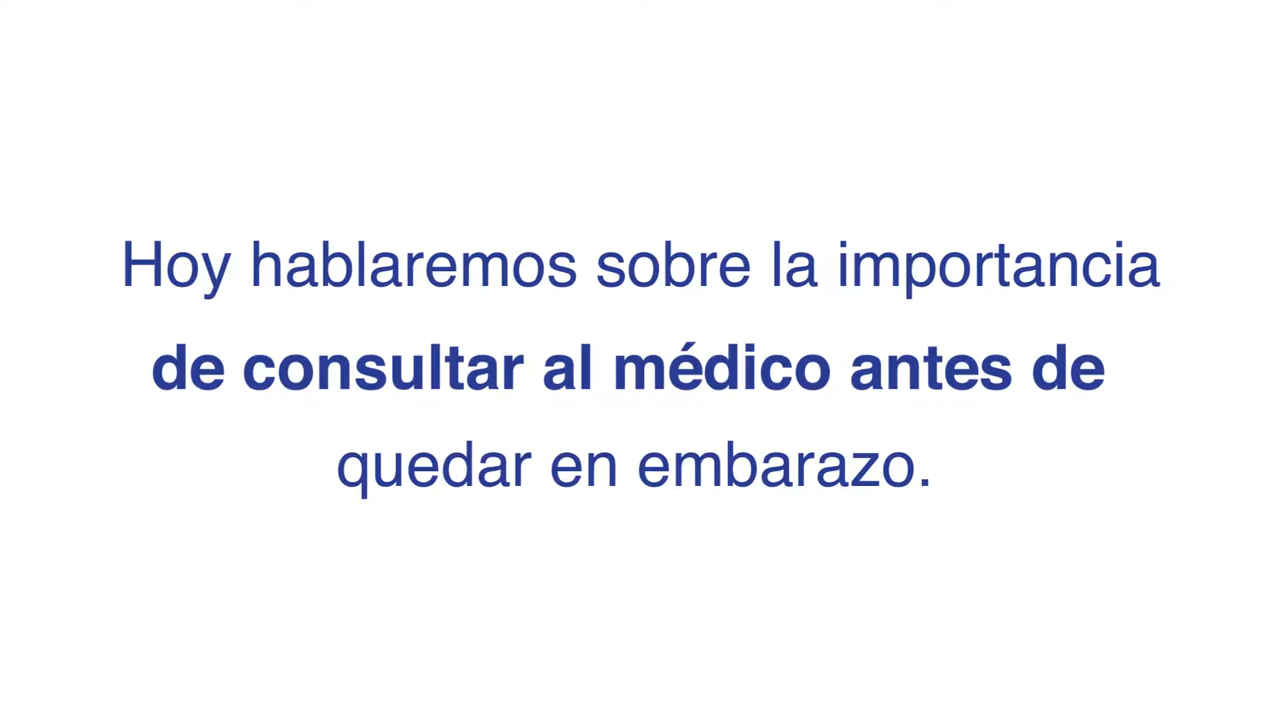 Hoy hablaremos sobre la importancia
de consultar al médico antes de
quedar en embarazo.